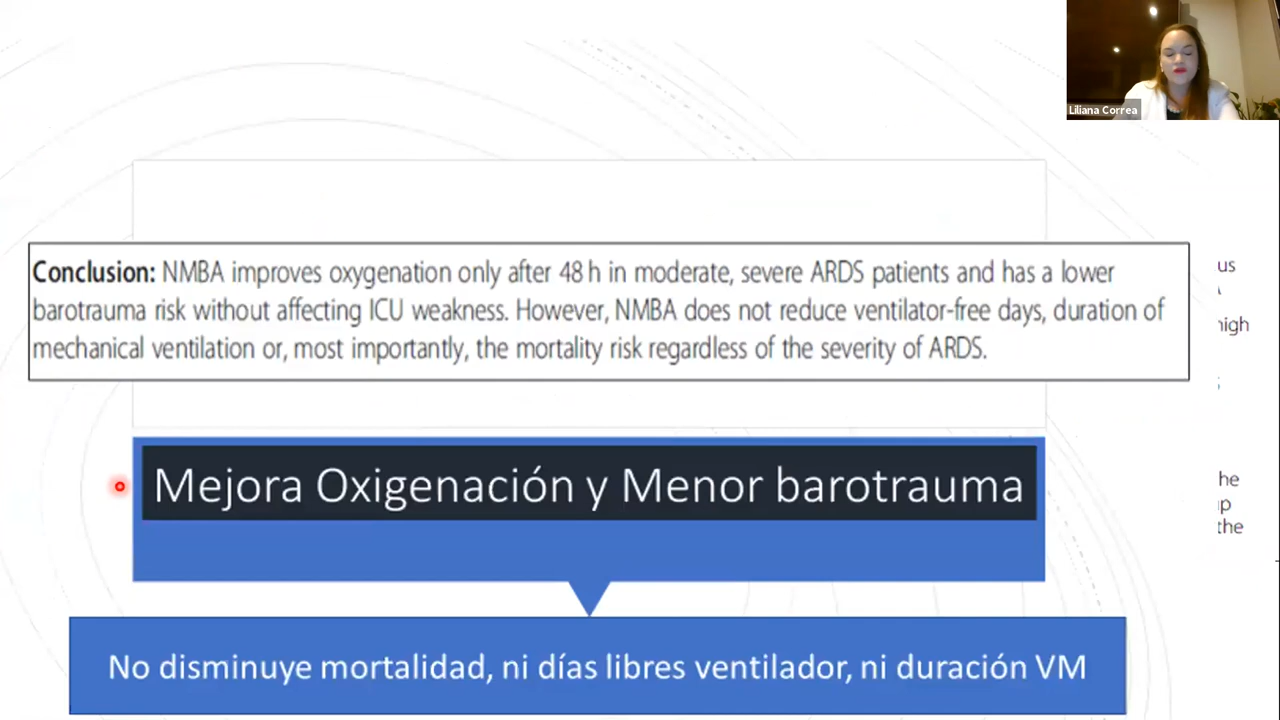 Liliana Correa
Conclusion: NMBA improves oxygenation only after 48 h in moderate, severe ARDS patients and has a lower
barotrauma risk without affecting ICU weakness. However, NMBA does not reduce ventilator-free days, duration of
mechanical ventilation or, most importantly, the mortality risk regardless of the severity of ARDS.
us
high
he
up
the
Mejora Oxigenación y Menor barotrauma
No disminuye mortalidad, ni días libres ventilador, ni duración VM